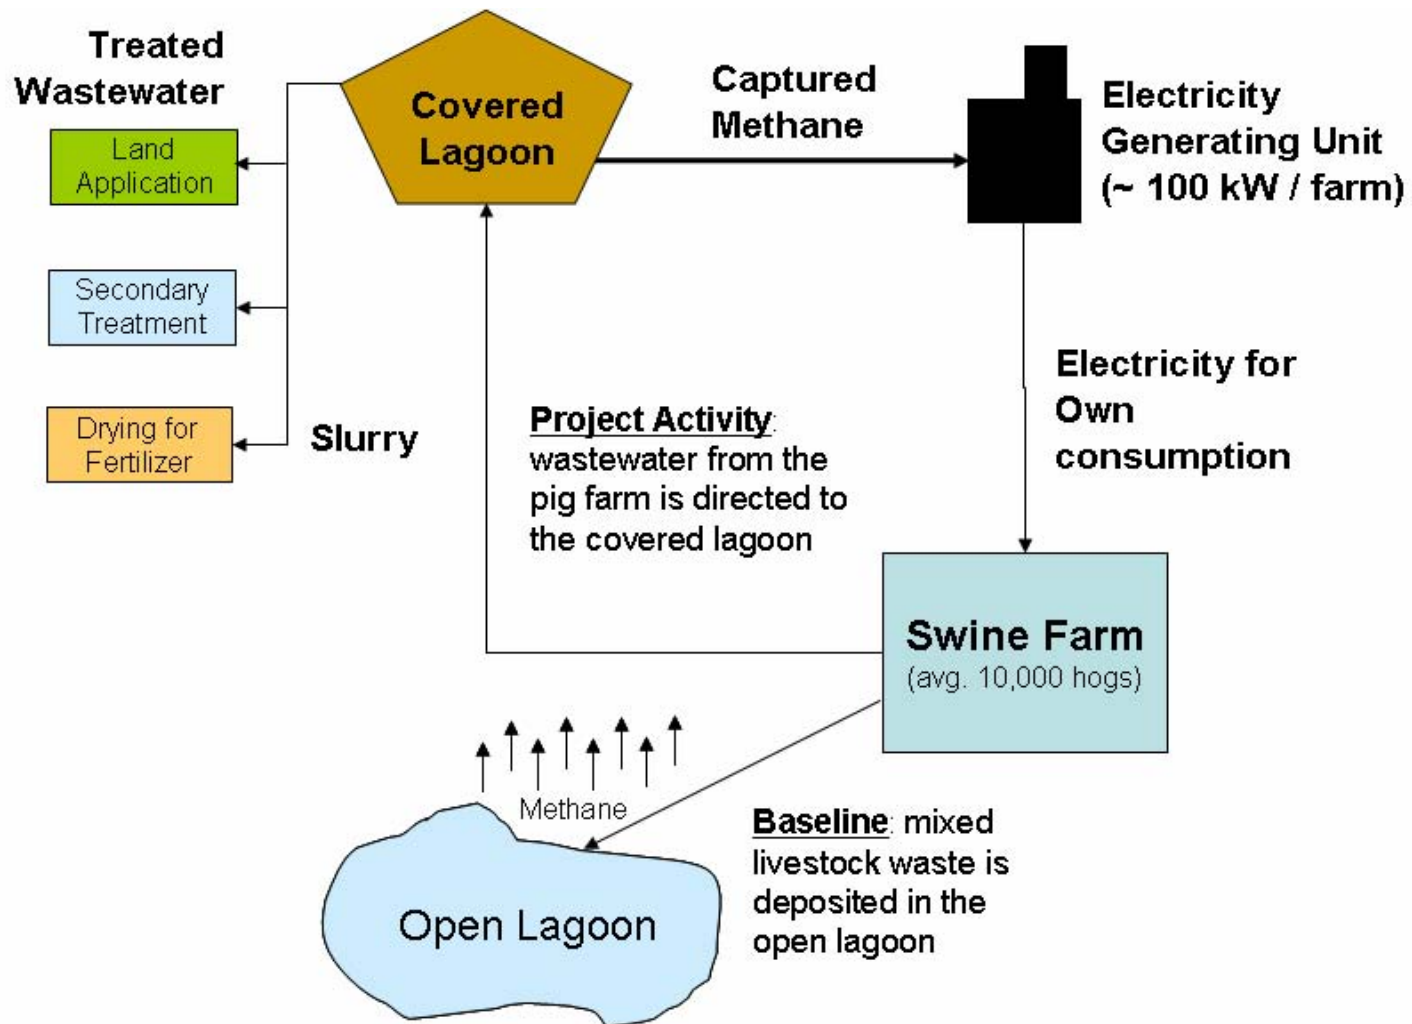 Treated
Wastewater
Land
Application
Secondary
Treatment
Drying for
Fertilizer
Slurry
Covered
Lagoon
Captured
Methane
Electricity
Generating Unit
(~ 100 kW / farm)
Electricity for
Own
consumption
Project Activity:
wastewater from the
pig farm is directed to
the covered lagoon
Swine Farm
(avg. 10,000 hogs)
Methane
Open Lagoon
Baseline: mixed
livestock waste is
deposited in the
open lagoon